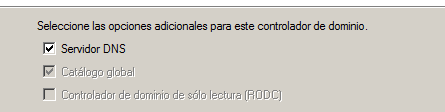 Seleccione las opciones adicionales para este controlador de dominio.
Servidor DNS
Catálogo global
Controlador de dominio de sólo lectura (RODC)